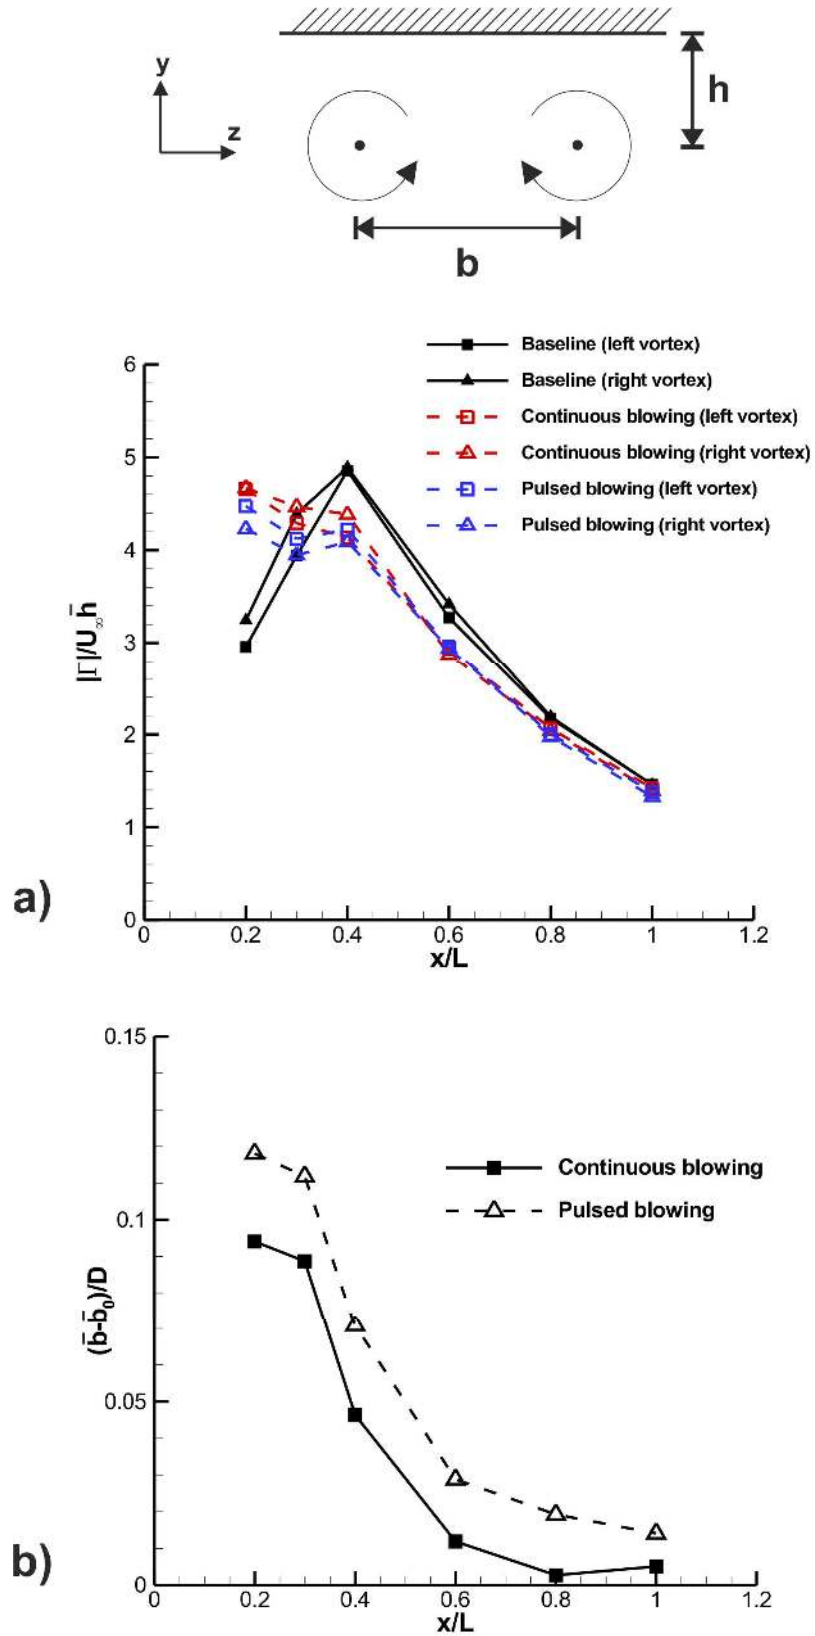 y
z
h
b
Baseline (left vortex)
Baseline (right vortex)
Continuous blowing (left vortex)
Continuous blowing (right vortex)
Pulsed blowing (left vortex)
Pulsed blowing (right vortex)
6
5
4
3
2
1
0
|Γ|/U∞h̄
0 0.2 0.4 0.6 0.8 1 1.2
x/L
a)
Continuous blowing
Pulsed blowing
0.15
0.1
0.05
0
(b̄-b̄₀)/D
0 0.2 0.4 0.6 0.8 1 1.2
x/L
b)